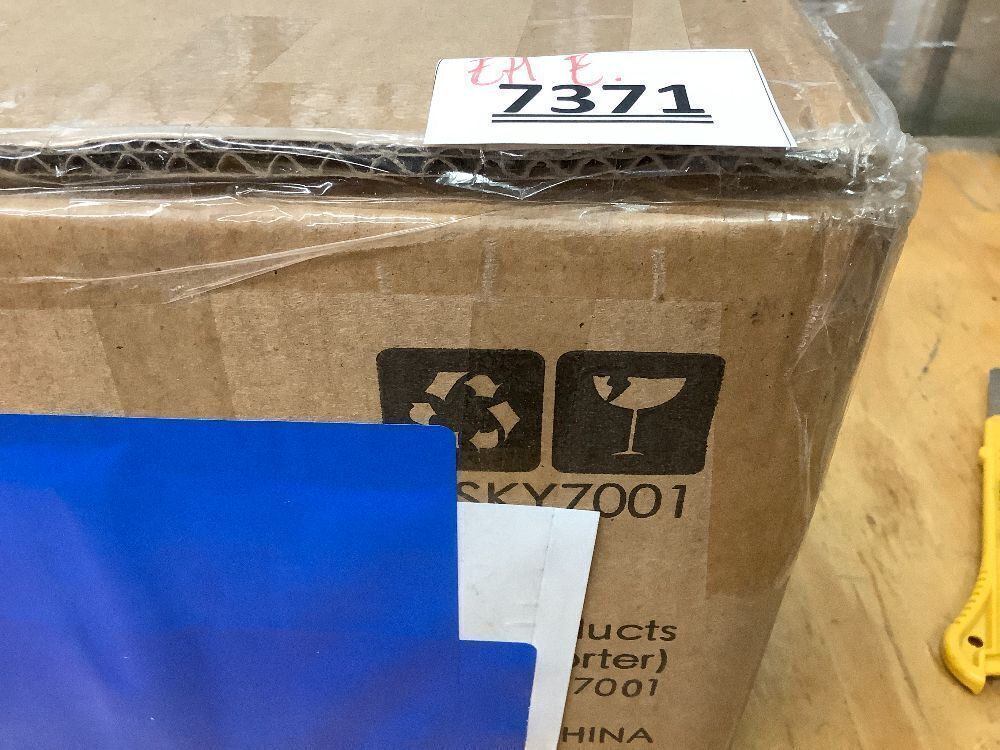 7371
SKY7001
ducts
orter)
7001
HINA